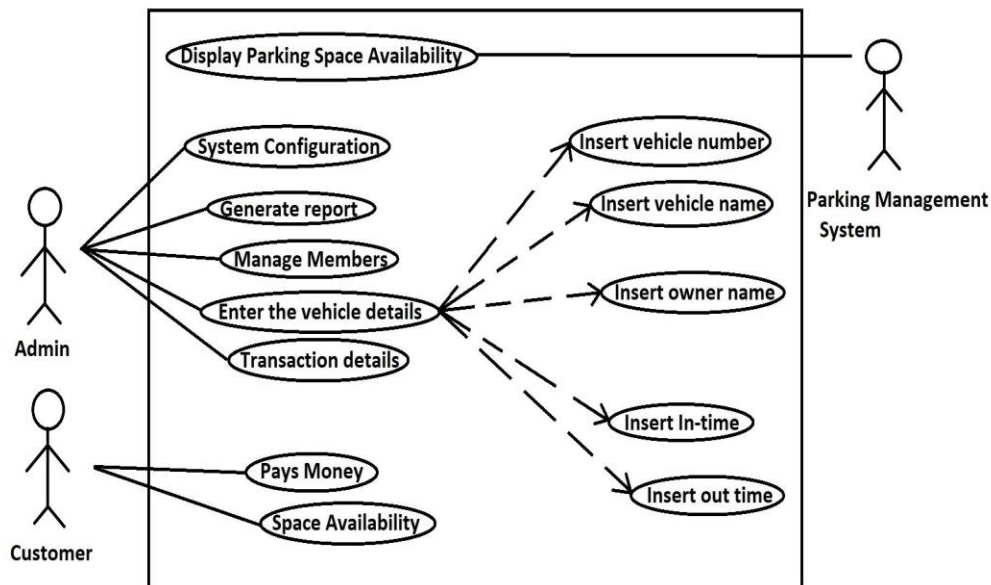 Display Parking Space Availability
System Configuration
Generate report
Manage Members
Enter the vehicle details
Transaction details
Admin
Pays Money
Space Availability
Customer
Insert vehicle number
Insert vehicle name
Insert owner name
Insert In-time
Insert out time
Parking Management
System